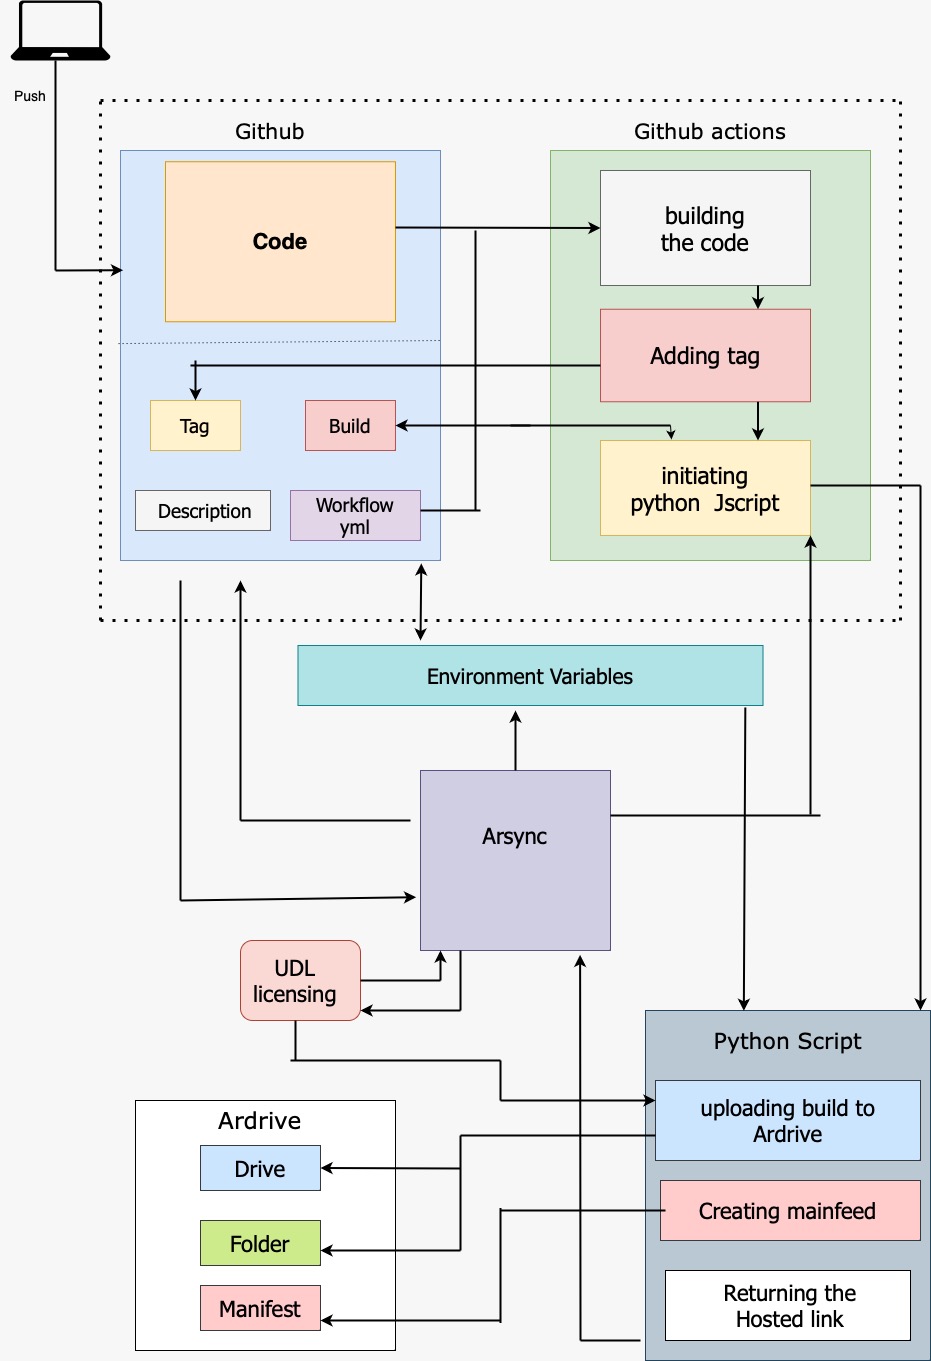 Push
Github
Github actions
Code
building
the code
Adding tag
Tag
Build
initiating
python Jscript
Description
Workflow
yml
Environment Variables
Arsync
UDL
licensing
Python Script
uploading build to
Ardrive
Ardrive
Drive
Creating mainfeed
Folder
Manifest
Returning the
Hosted link